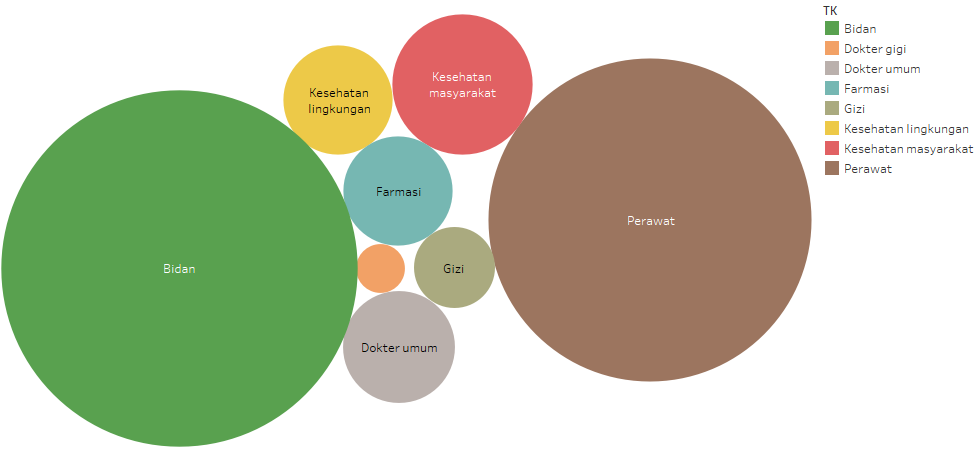 Kesehatan
lingkungan
Kesehatan
masyarakat
Farmasi
Perawat
Bidan
Gizi
Dokter umum
TK
Bidan
Dokter gigi
Dokter umum
Farmasi
Gizi
Kesehatan lingkungan
Kesehatan masyarakat
Perawat